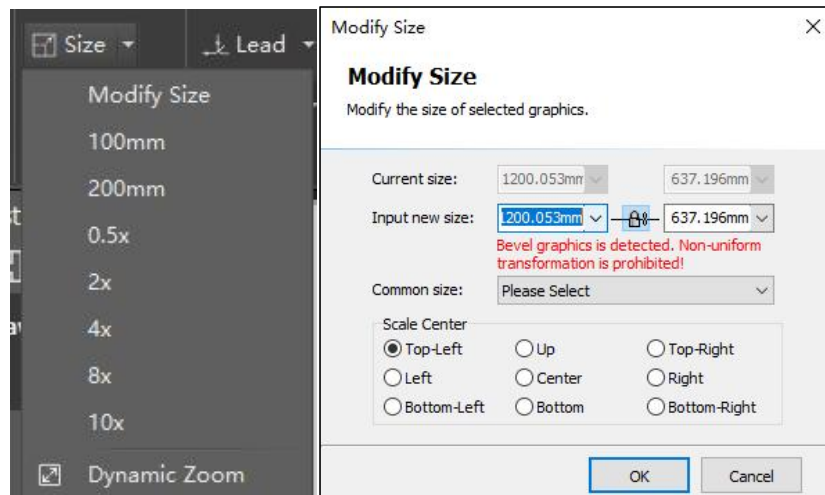 Size
Lead
Modify Size
100mm
200mm
0.5x
2x
4x
8x
10x
Dynamic Zoom
Modify Size
Modify Size
Modify the size of selected graphics.
Current size: 1200.053mm 637.196mm
Input new size: 1200.053mm 637.196mm
Bevel graphics is detected. Non-uniform
transformation is prohibited!
Common size: Please Select
Scale Center
Top-Left Up Top-Right
Left Center Right
Bottom-Left Bottom Bottom-Right
OK Cancel